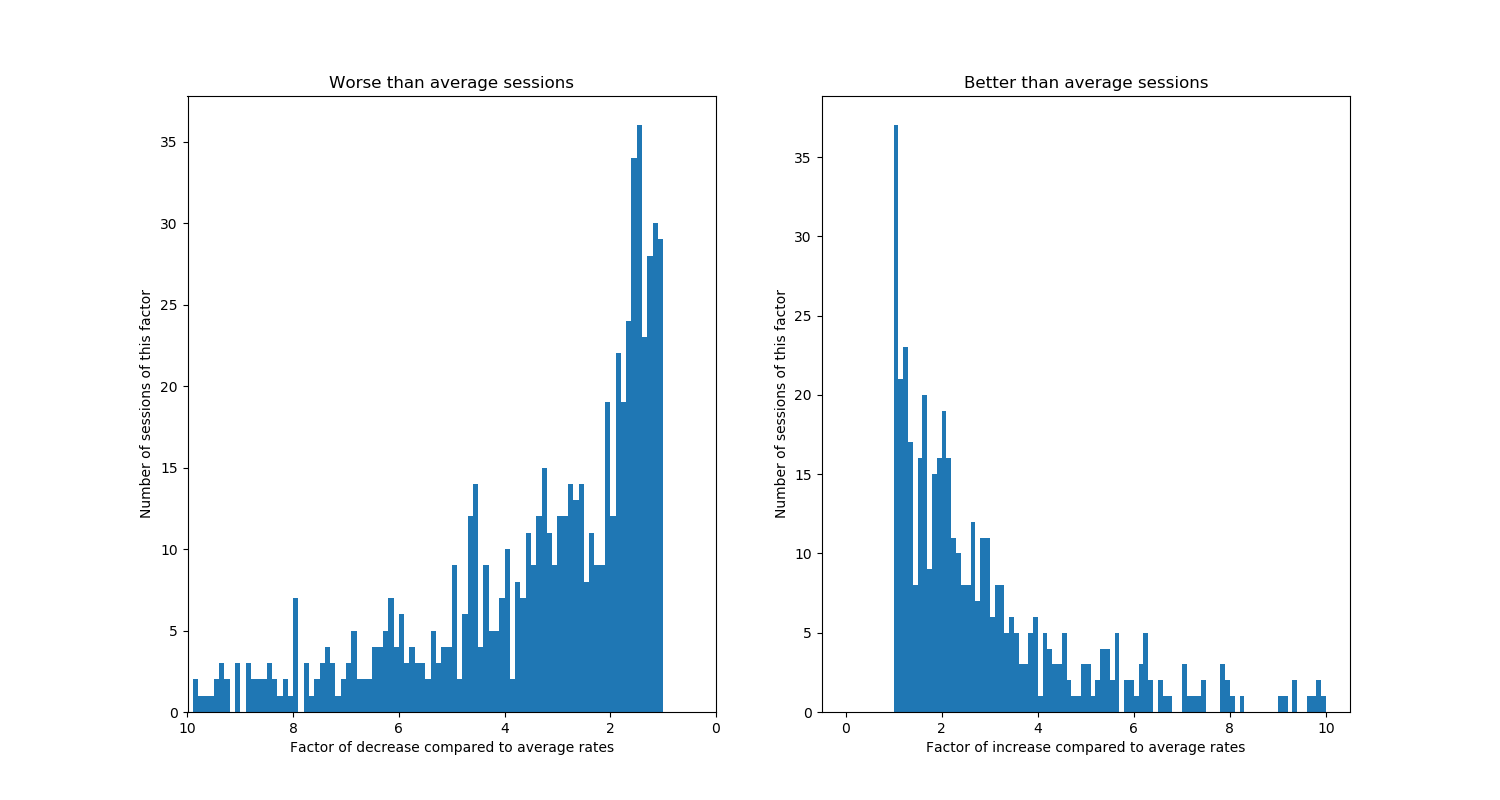 Worse than average sessions
Number of sessions of this factor
35
30
25
20
15
10
5
0
10 8 6 4 2 0
Factor of decrease compared to average rates
Better than average sessions
Number of sessions of this factor
35
30
25
20
15
10
5
0
0 2 4 6 8 10
Factor of increase compared to average rates